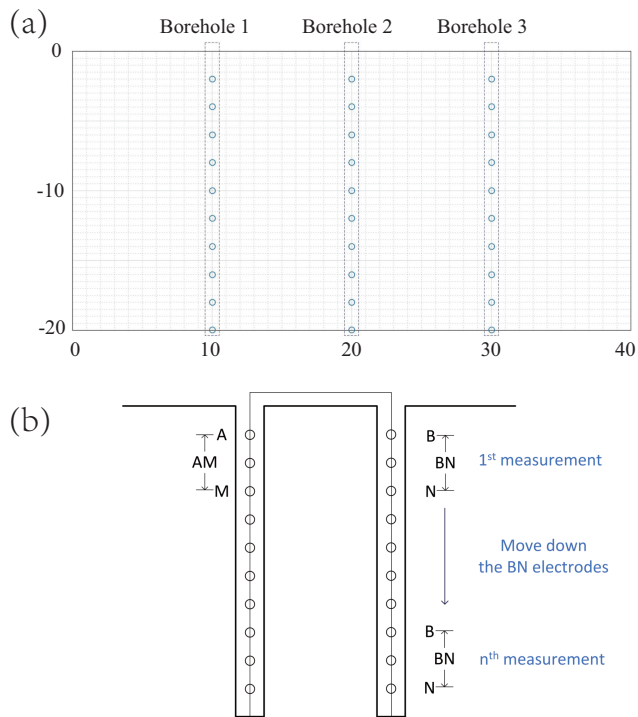 (a)
Borehole 1 Borehole 2 Borehole 3
0
-10
-20
0 10 20 30 40
(b)
A B
AM BN 1st measurement
M N
Move down
the BN electrodes
B
BN nth measurement
N